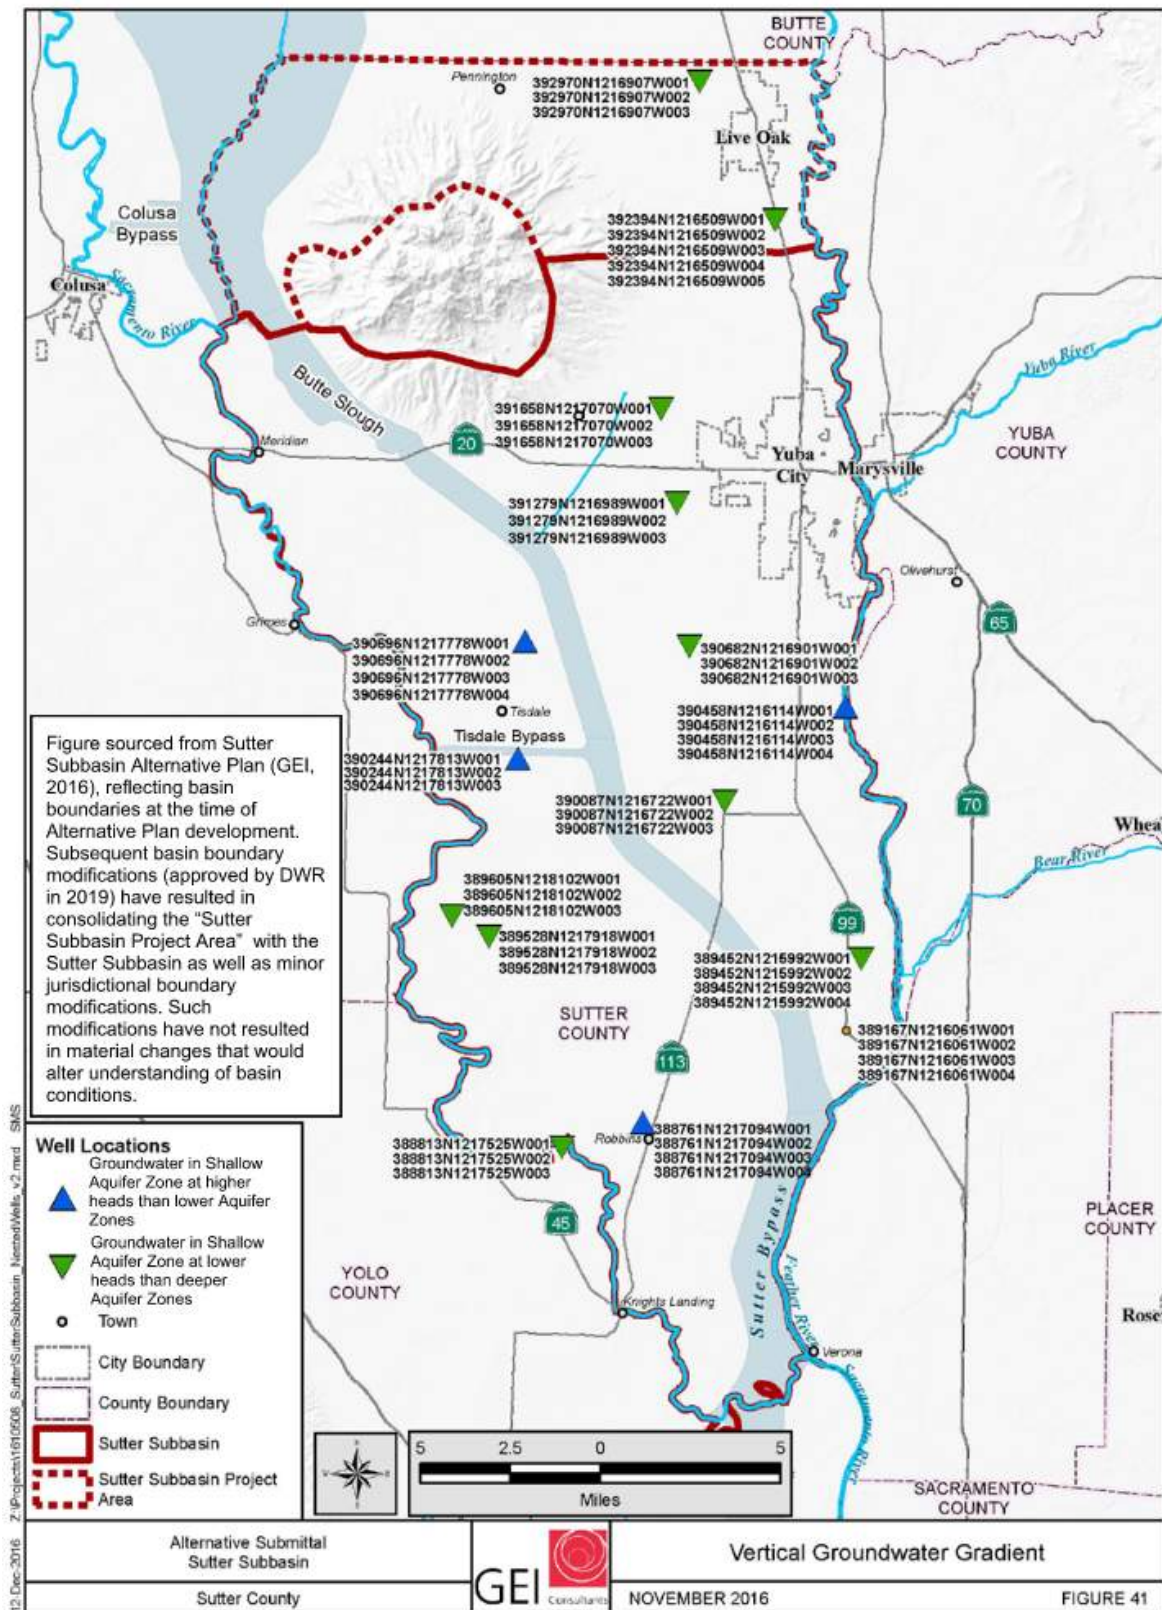 BUTTE
COUNTY
Pennington
392970N1216907W001
392970N1216907W002
392970N1216907W003
Live Oak
Colusa
Bypass
392394N1216509W001
392394N1216509W002
392394N1216509W003
392394N1216509W004
392394N1216509W005
Colusa
Sacramento River
Butte Slough
Yuba River
391658N1217070W001
391658N1217070W002
391658N1217070W003
20
Meridian
Yuba
City
Marysville
YUBA
COUNTY
391279N1216989W001
391279N1216989W002
391279N1216989W003
Olivehurst
65
Grimes
390696N1217778W001
390696N1217778W002
390696N1217778W003
390696N1217778W004
390682N1216901W001
390682N1216901W002
390682N1216901W003
Tisdale
Tisdale Bypass
390458N1216114W001
390458N1216114W002
390458N1216114W003
390458N1216114W004
390244N1217813W001
390244N1217813W002
390244N1217813W003
390087N1216722W001
390087N1216722W002
390087N1216722W003
70
Whea
Bear River
Figure sourced from Sutter
Subbasin Alternative Plan (GEI,
2016), reflecting basin
boundaries at the time of
Alternative Plan development.
Subsequent basin boundary
modifications (approved by DWR
in 2019) have resulted in
consolidating the "Sutter
Subbasin Project Area" with the
Sutter Subbasin as well as minor
jurisdictional boundary
modifications. Such
modifications have not resulted
in material changes that would
alter understanding of basin
conditions.
389605N1218102W001
389605N1218102W002
389605N1218102W003
99
389528N1217918W001
389528N1217918W002
389528N1217918W003
389452N1215992W001
389452N1215992W002
389452N1215992W003
389452N1215992W004
SUTTER
COUNTY
389167N1216061W001
389167N1216061W002
389167N1216061W003
389167N1216061W004
113
Robbins
388761N1217094W001
388761N1217094W002
388761N1217094W003
388761N1217094W004
388813N1217525W001
388813N1217525W002
388813N1217525W003
45
PLACER
COUNTY
YOLO
COUNTY
Sutter Bypass
Feather River
Knights Landing
Verona
Sacramento River
Rose
SACRAMENTO
COUNTY
Well Locations
Groundwater in Shallow
Aquifer Zone at higher
heads than lower Aquifer
Zones
Groundwater in Shallow
Aquifer Zone at lower
heads than deeper
Aquifer Zones
Town
City Boundary
County Boundary
Sutter Subbasin
Sutter Subbasin Project
Area
N
5 2.5 0 5
Miles
12-Dec-2016 Z:\Projects\1610606_Sutter\SutterSubbasin_NestedWells_v2.mxd SMS
Alternative Submittal
Sutter Subbasin
Sutter County
GEI Consultants
Vertical Groundwater Gradient
NOVEMBER 2016
FIGURE 41